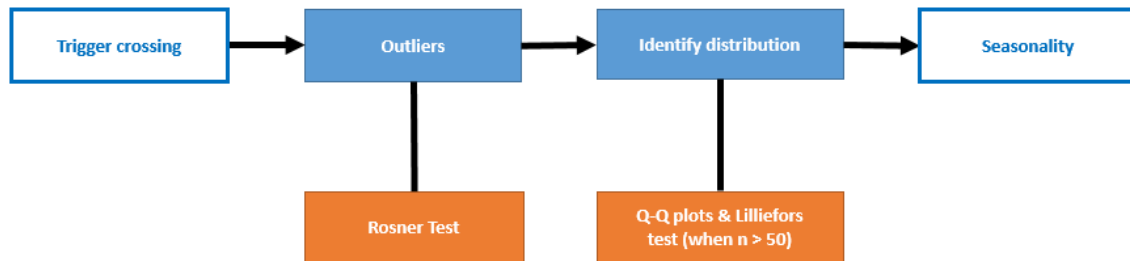 Trigger crossing
Outliers
Identify distribution
Seasonality
Rosner Test
Q-Q plots & Lilliefors
test (when n > 50)